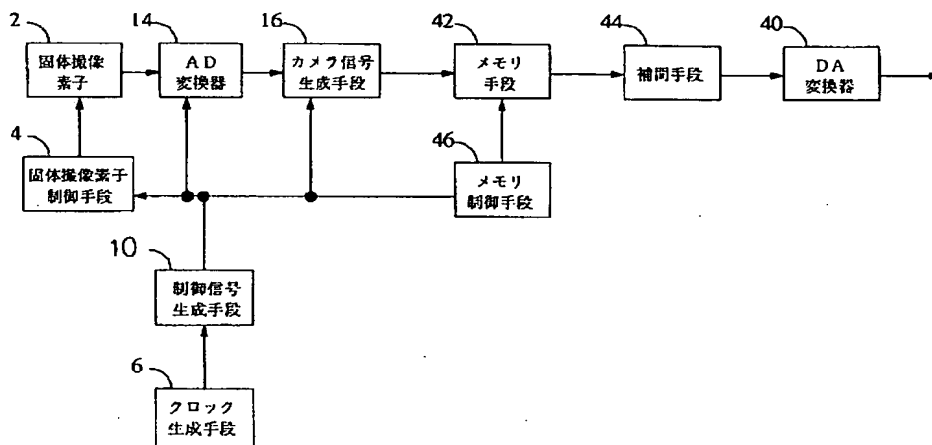 2
14
16
42
44
40
固体撮像
素子
AD
変換器
カメラ信号
生成手段
メモリ
手段
補間手段
DA
変換器
4
46
固体撮像素子
制御手段
メモリ
制御手段
10
制御信号
生成手段
6
クロック
生成手段